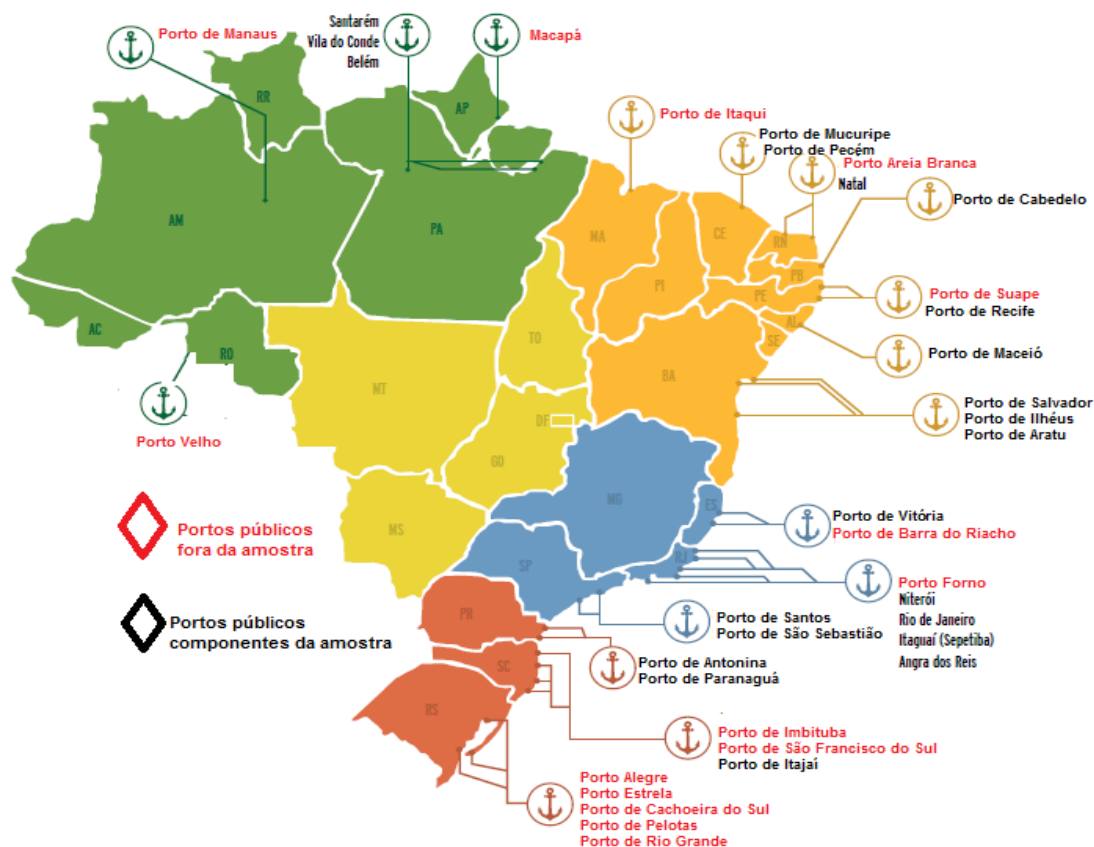 Porto de Manaus
Santarém
Vila do Conde
Belém
Macapá
RR
AP
Porto de Itaqui
Porto de Mucuripe
Porto de Pecém
Porto Areia Branca
Natal
Porto de Cabedelo
AM
PA
MA
CE
RN
PI
PB
PE
Porto de Suape
Porto de Recife
AC
RO
TO
AL
SE
Porto de Maceió
MT
BA
Porto Velho
DF
Porto de Salvador
Porto de Ilhéus
Porto de Aratu
GO
MG
ES
Portos públicos
fora da amostra
MS
Porto de Vitória
Porto de Barra do Riacho
SP
RJ
Porto Forno
Niterói
Rio de Janeiro
Itaguaí (Sepetiba)
Angra dos Reis
Portos públicos
componentes da amostra
PR
Porto de Santos
Porto de São Sebastião
SC
Porto de Antonina
Porto de Paranaguá
RS
Porto de Imbituba
Porto de São Francisco do Sul
Porto de Itajaí
Porto Alegre
Porto Estrela
Porto de Cachoeira do Sul
Porto de Pelotas
Porto de Rio Grande